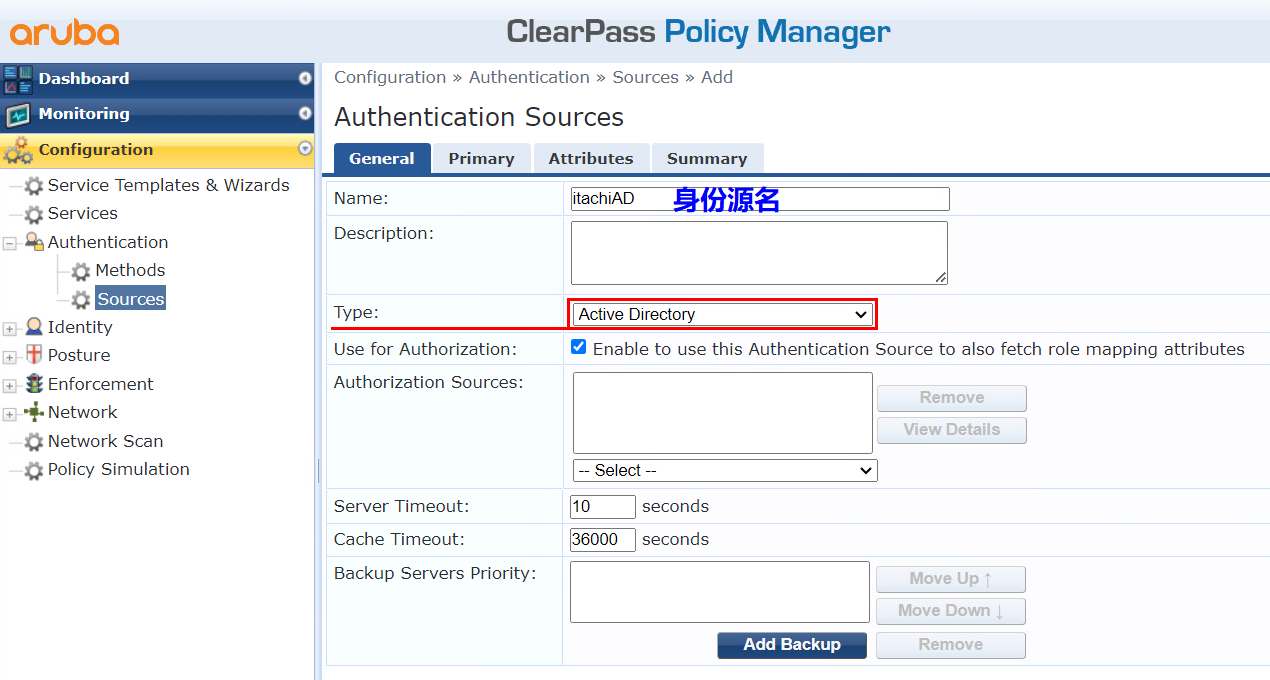 aruba
ClearPass Policy Manager
Dashboard
Monitoring
Configuration
Service Templates & Wizards
Services
Authentication
Methods
Sources
Identity
Posture
Enforcement
Network
Network Scan
Policy Simulation
Configuration » Authentication » Sources » Add
Authentication Sources
General Primary Attributes Summary
Name: itachiAD 身份源名
Description:
Type: Active Directory
Use for Authorization: Enable to use this Authentication Source to also fetch role mapping attributes
Authorization Sources: Remove
View Details
-- Select --
Server Timeout: 10 seconds
Cache Timeout: 36000 seconds
Backup Servers Priority: Move Up ↑
Move Down ↓
Add Backup Remove